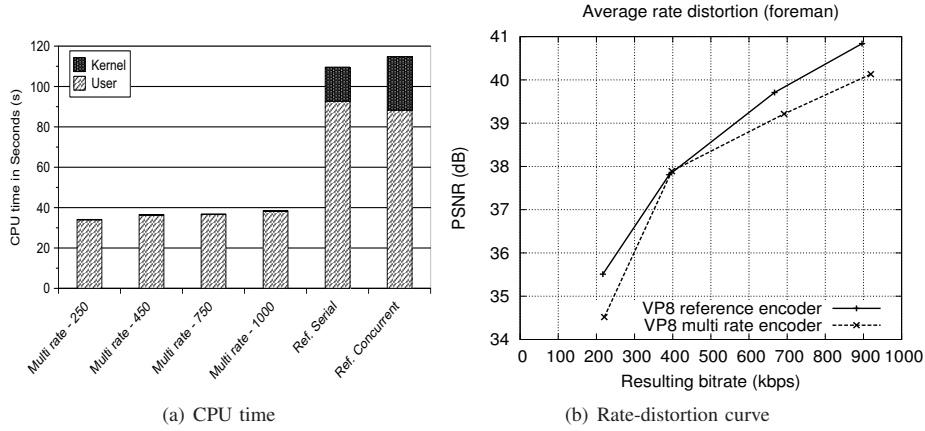 120
100
80
60
40
20
0
CPU time in Seconds (s)
Kernel
User
Multi rate - 250
Multi rate - 450
Multi rate - 750
Multi rate - 1000
Ref. Serial
Ref. Concurrent
(a) CPU time
Average rate distortion (foreman)
41
40
39
38
37
36
35
34
PSNR (dB)
VP8 reference encoder
VP8 multi rate encoder
0 100 200 300 400 500 600 700 800 900 1000
Resulting bitrate (kbps)
(b) Rate-distortion curve